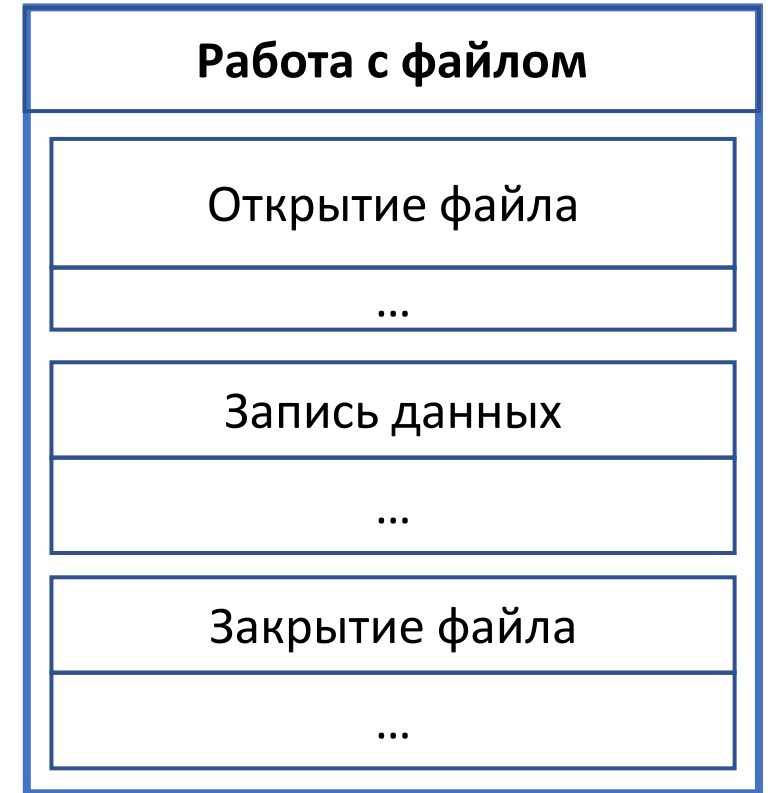 Работа с файлом
Открытие файла
...
Запись данных
...
Закрытие файла
...